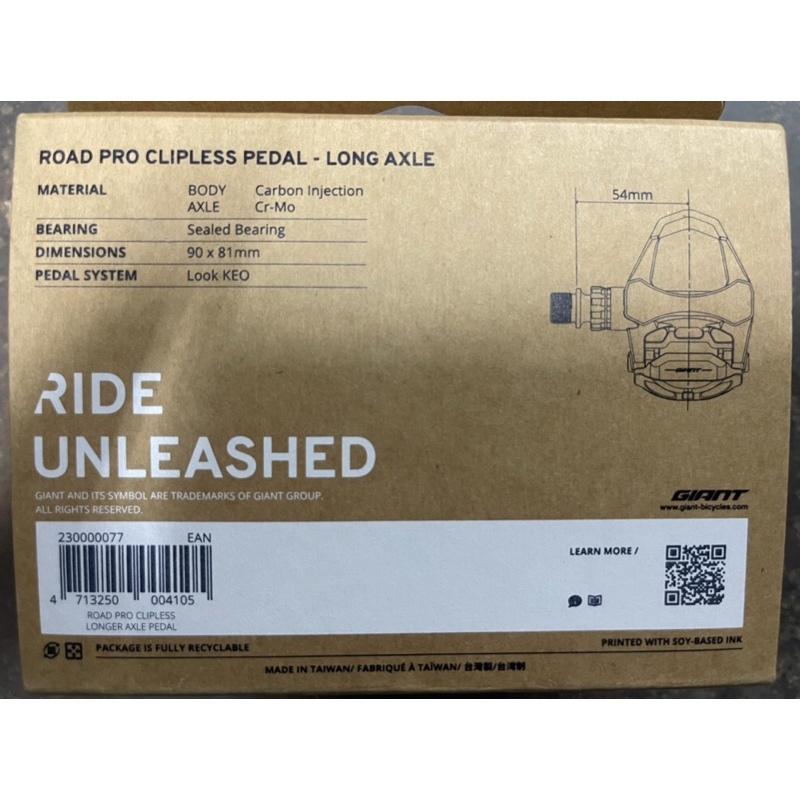 ROAD PRO CLIPLESS PEDAL - LONG AXLE
MATERIAL BODY Carbon Injection
AXLE Cr-Mo
BEARING Sealed Bearing
DIMENSIONS 90 x 81mm
PEDAL SYSTEM Look KEO
54mm
GIANT
RIDE
UNLEASHED
GIANT AND ITS SYMBOL ARE TRADEMARKS OF GIANT GROUP.
ALL RIGHTS RESERVED.
GIANT
www.giant-bicycles.com
230000077 EAN
4 713250 004105
ROAD PRO CLIPLESS
LONGER AXLE PEDAL
LEARN MORE /
PACKAGE IS FULLY RECYCLABLE
PRINTED WITH SOY-BASED INK
MADE IN TAIWAN/ FABRIQUÉ À TAÏWAN/ 台灣製/台湾制